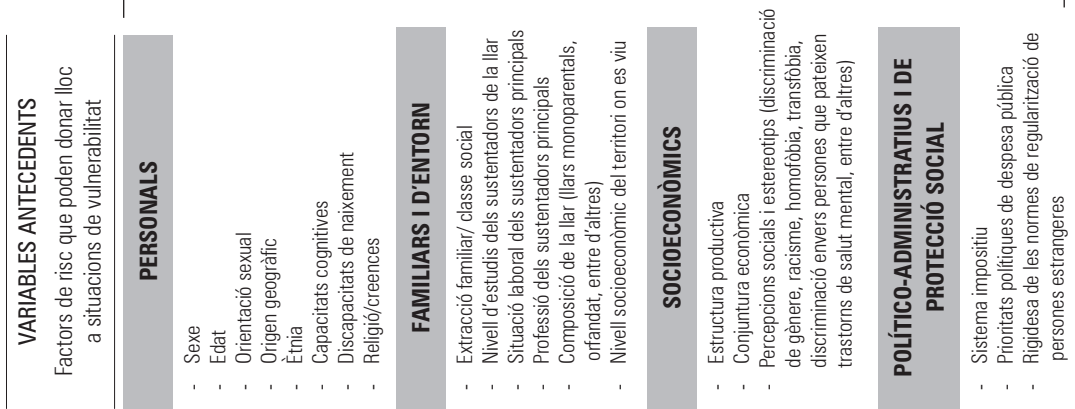 VARIABLES ANTECEDENTS
Factors de risc que poden donar lloc
a situacions de vulnerabilitat
PERSONALS
- Sexe
- Edat
- Orientació sexual
- Origen geogràfic
- Ètnia
- Capacitats cognitives
- Discapacitats de naixement
- Religió/creences
FAMILIARS I D'ENTORN
- Extracció familiar/ classe social
- Nivell d'estudis dels sustentadors de la llar
- Situació laboral dels sustentadors principals
- Professió dels sustentadors principals
- Composició de la llar (llars monoparentals,
orfandat, entre d'altres)
- Nivell socioeconòmic del territori on es viu
SOCIOECONÒMICS
- Estructura productiva
- Conjuntura econòmica
- Percepcions socials i estereotips (discriminació
de gènere, racisme, homofòbia, transfòbia,
discriminació envers persones que pateixen
trastorns de salut mental, entre d'altres)
POLÍTICO-ADMINISTRATIUS I DE
PROTECCIÓ SOCIAL
- Sistema impositiu
- Prioritats polítiques de despesa pública
- Rigidesa de les normes de regularització de
persones estrangeres